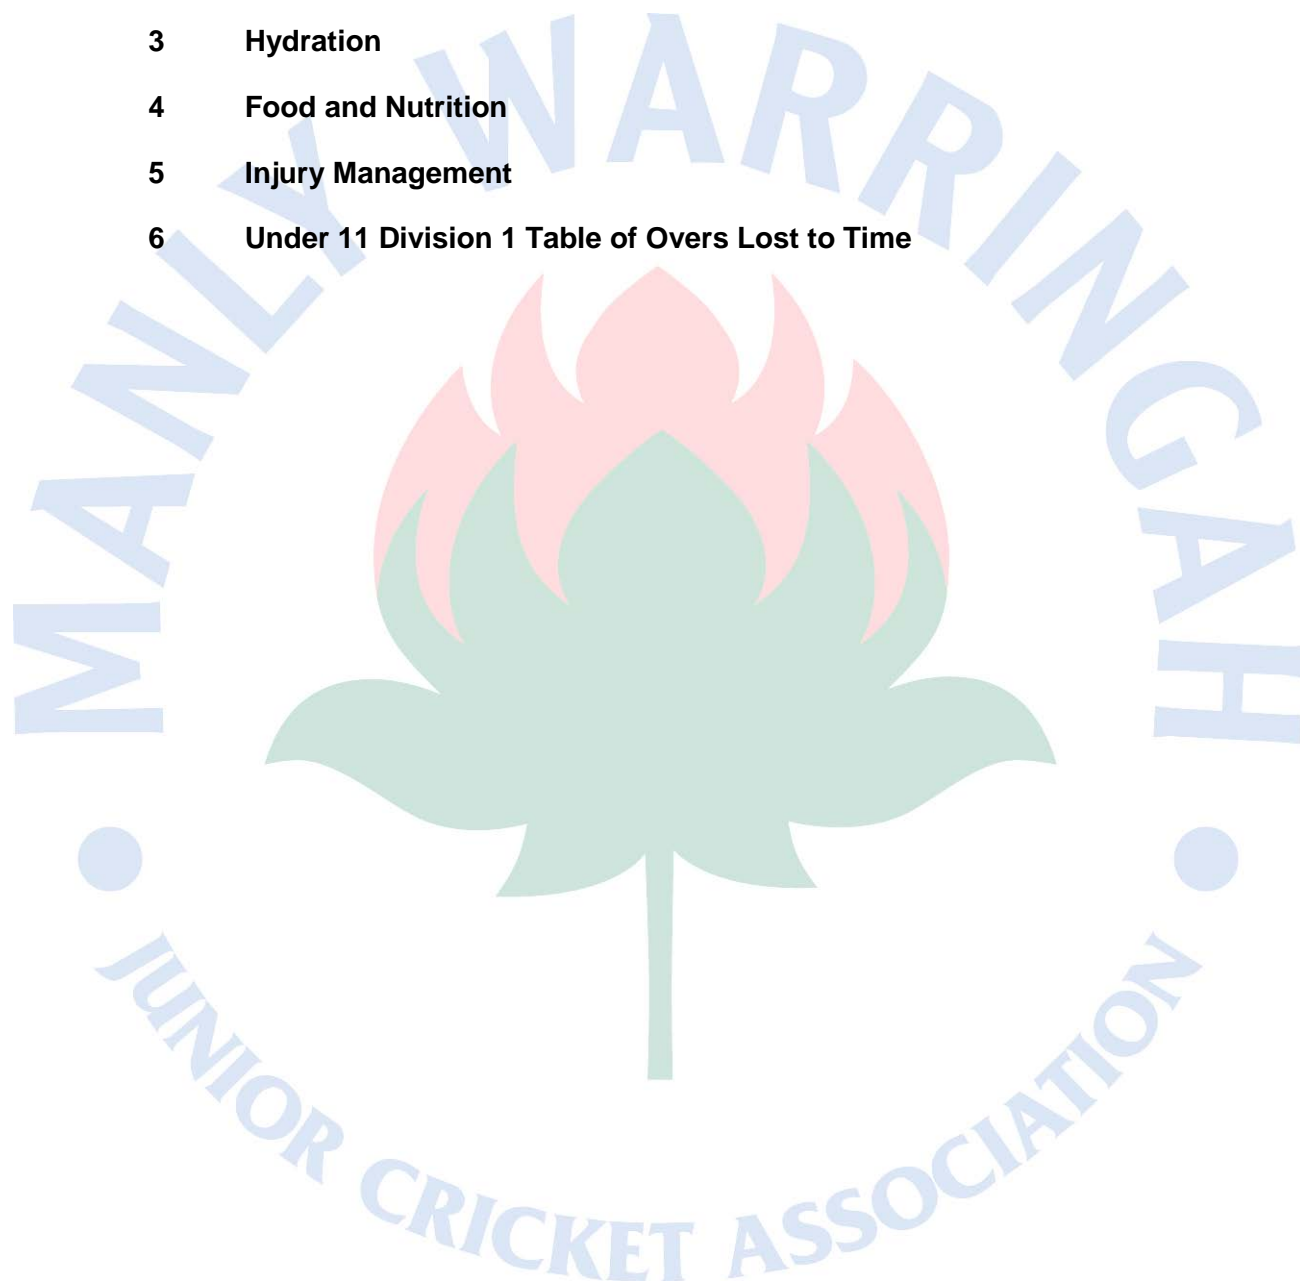 3 Hydration
4 Food and Nutrition
5 Injury Management
6 Under 11 Division 1 Table of Overs Lost to Time
MANLY WARRINGAH
JUNIOR CRICKET ASSOCIATION